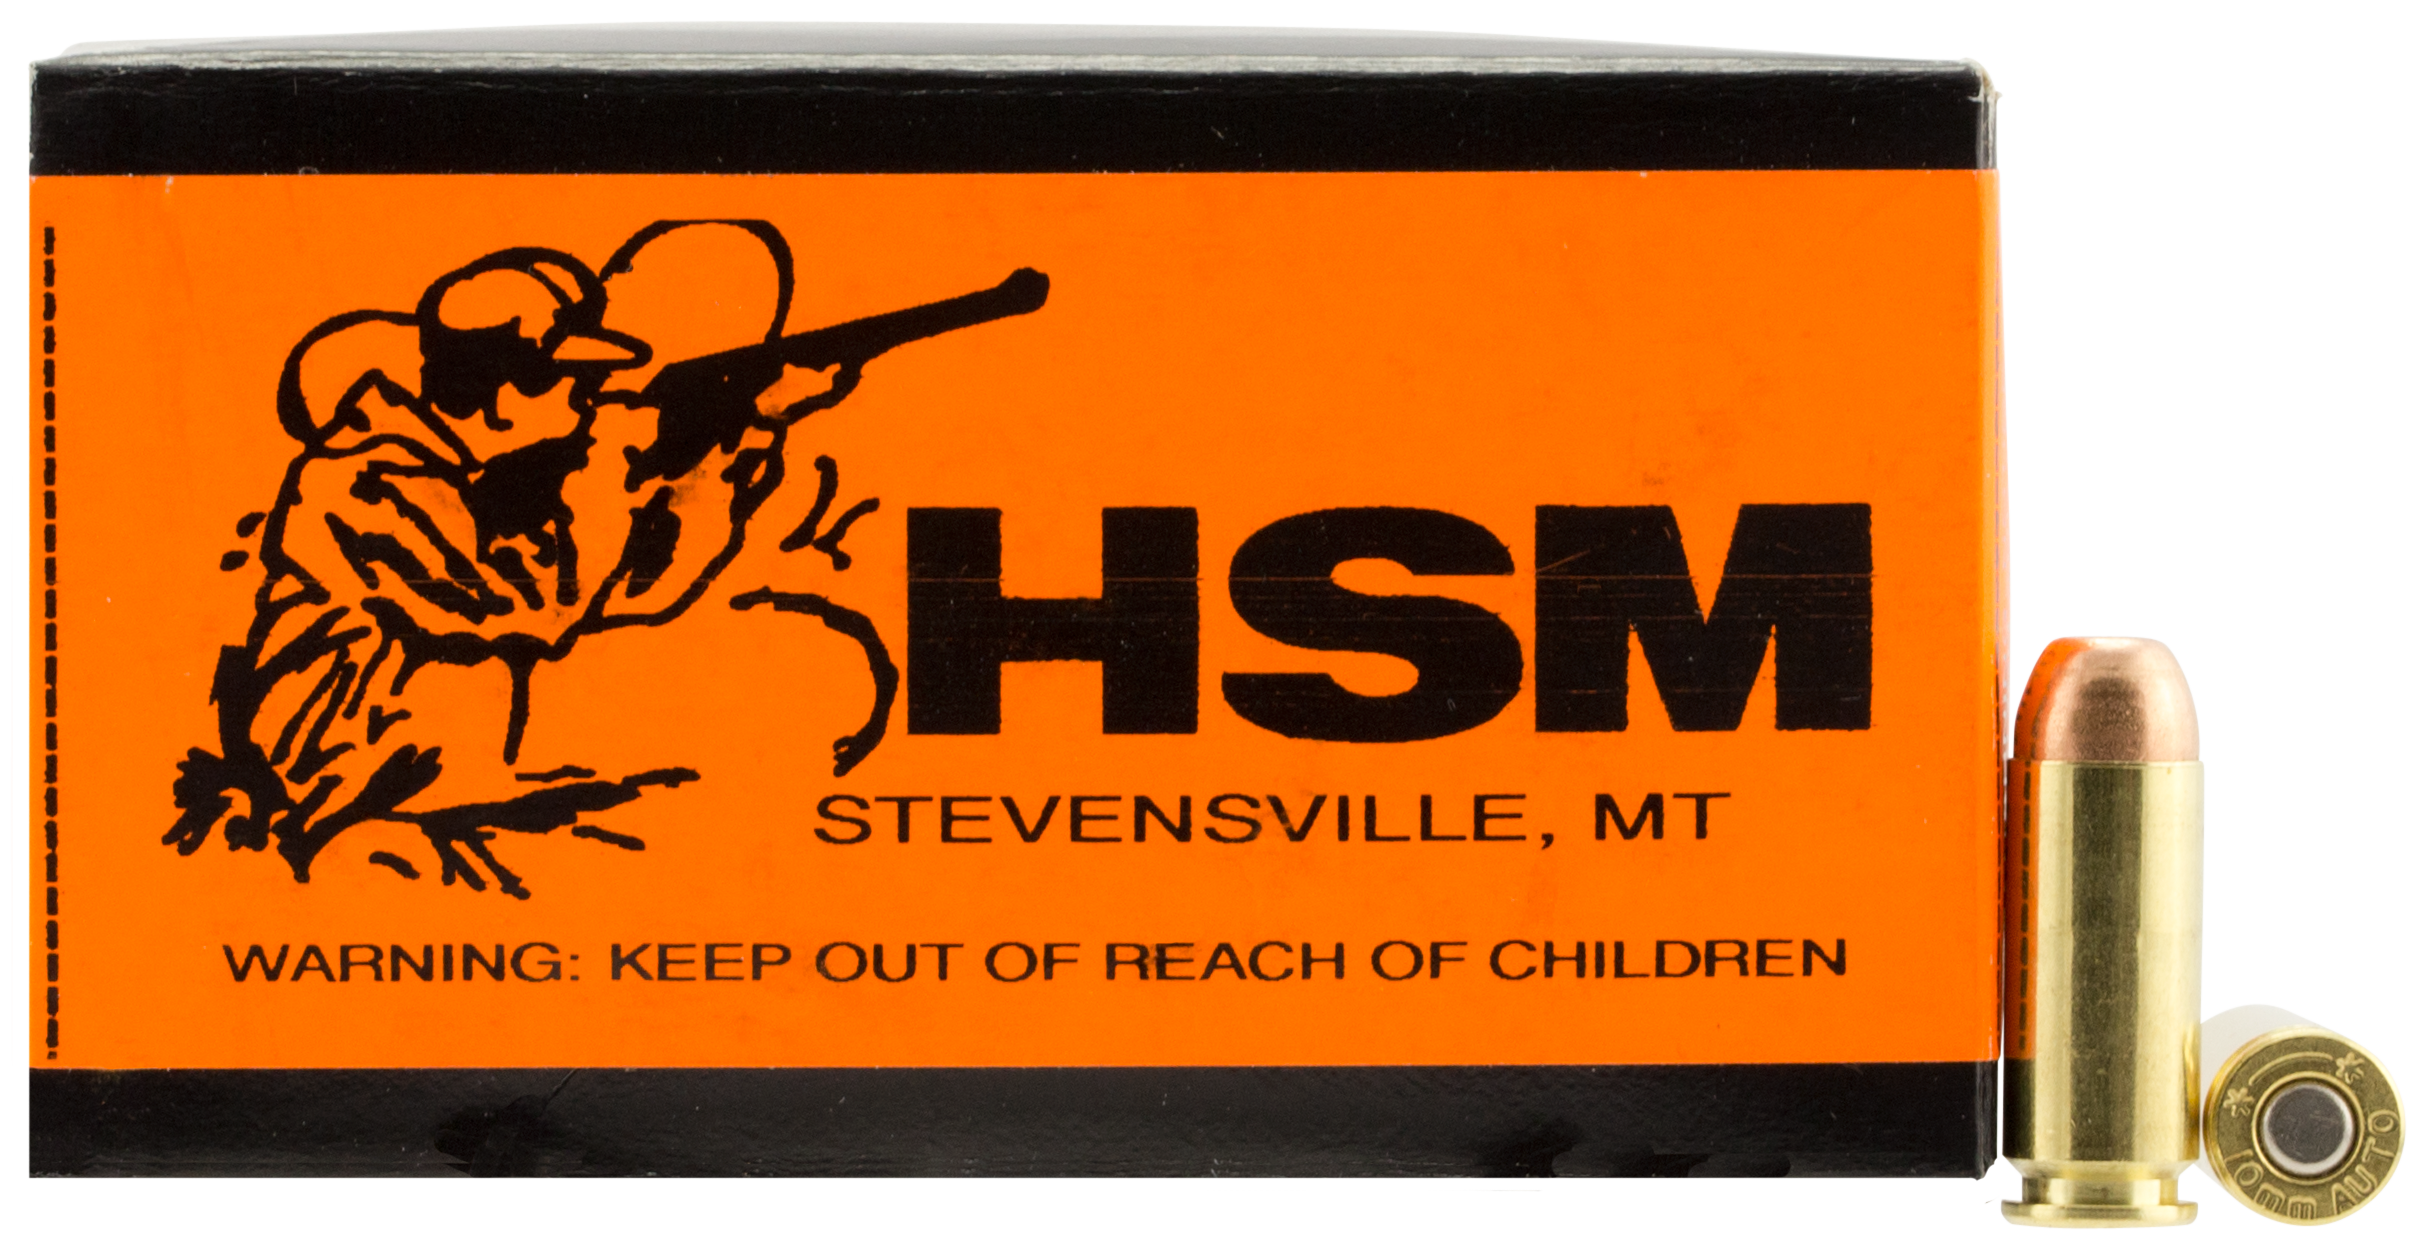 HSM
STEVENSVILLE, MT
WARNING: KEEP OUT OF REACH OF CHILDREN
10mm AUTO